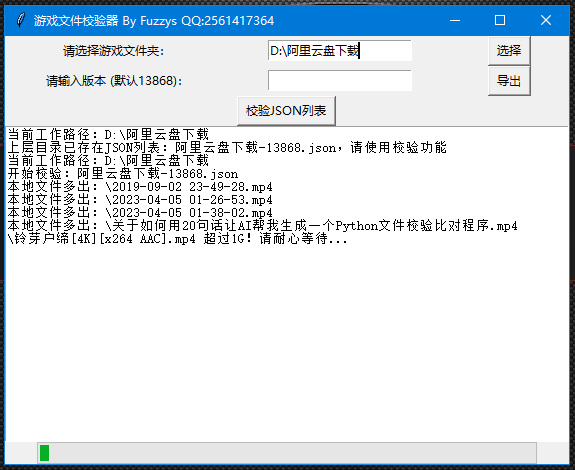 游戏文件校验器 By Fuzzys QQ:2561417364
请选择游戏文件夹： D:\阿里云盘下载 选择
请输入版本 (默认13868)： 导出
校验JSON列表
当前工作路径：D:\阿里云盘下载
上层目录已存在JSON列表：阿里云盘下载-13868.json，请使用校验功能
当前工作路径：D:\阿里云盘下载
开始校验：阿里云盘下载-13868.json
本地文件多出：\2019-09-02 23-49-28.mp4
本地文件多出：\2023-04-05 01-26-53.mp4
本地文件多出：\2023-04-05 01-38-02.mp4
本地文件多出：\关于如何用20句话让AI帮我生成一个Python文件校验比对程序.mp4
\铃芽户缔[4K][x264 AAC].mp4 超过1G！请耐心等待...